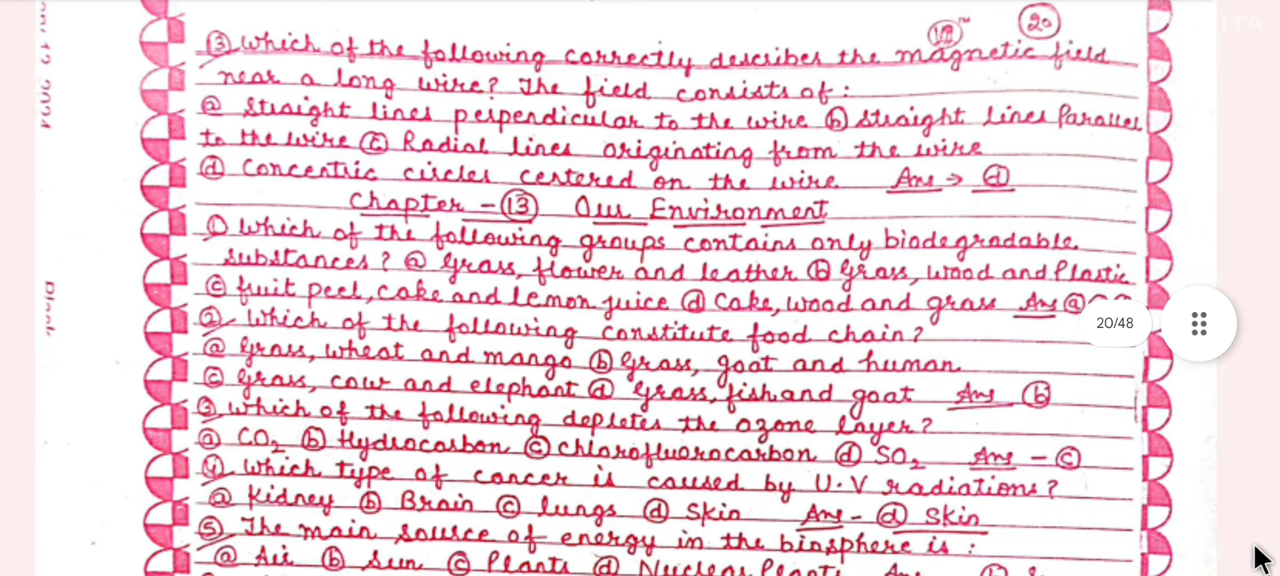 20
③ Which of the following correctly describes the magnetic field
near a long wire? The field consists of:
ⓐ Straight lines perpendicular to the wire ⓑ Straight lines Parallel
to the wire ⓒ Radial lines originating from the wire
ⓓ Concentric circles centered on the wire. Ans → ⓓ
Chapter - ⑬ Our Environment
① Which of the following groups contains only biodegradable
substances? ⓐ Grass, flower and leather ⓑ Grass, wood and Plastic
ⓒ fruit peel, cake and lemon juice ⓓ Cake, wood and grass Ans ⓐ
② Which of the following constitute food chain?
20/48
ⓐ Grass, wheat and mango ⓑ Grass, goat and human.
ⓒ Grass, cow and elephant ⓓ Grass, fish and goat Ans ⓑ
③ Which of the following depletes the ozone layer?
ⓐ CO₂ ⓑ Hydrocarbon ⓒ chlorofluorocarbon ⓓ SO₂ Ans - ⓒ
④ Which type of cancer is caused by U.V radiations?
ⓐ Kidney ⓑ Brain ⓒ lungs ⓓ Skin Ans - ⓓ Skin
⑤ The main source of energy in the biosphere is :
ⓐ Air ⓑ Sun ⓒ Plants ⓓ Nuclear Plants Ans ⓑ